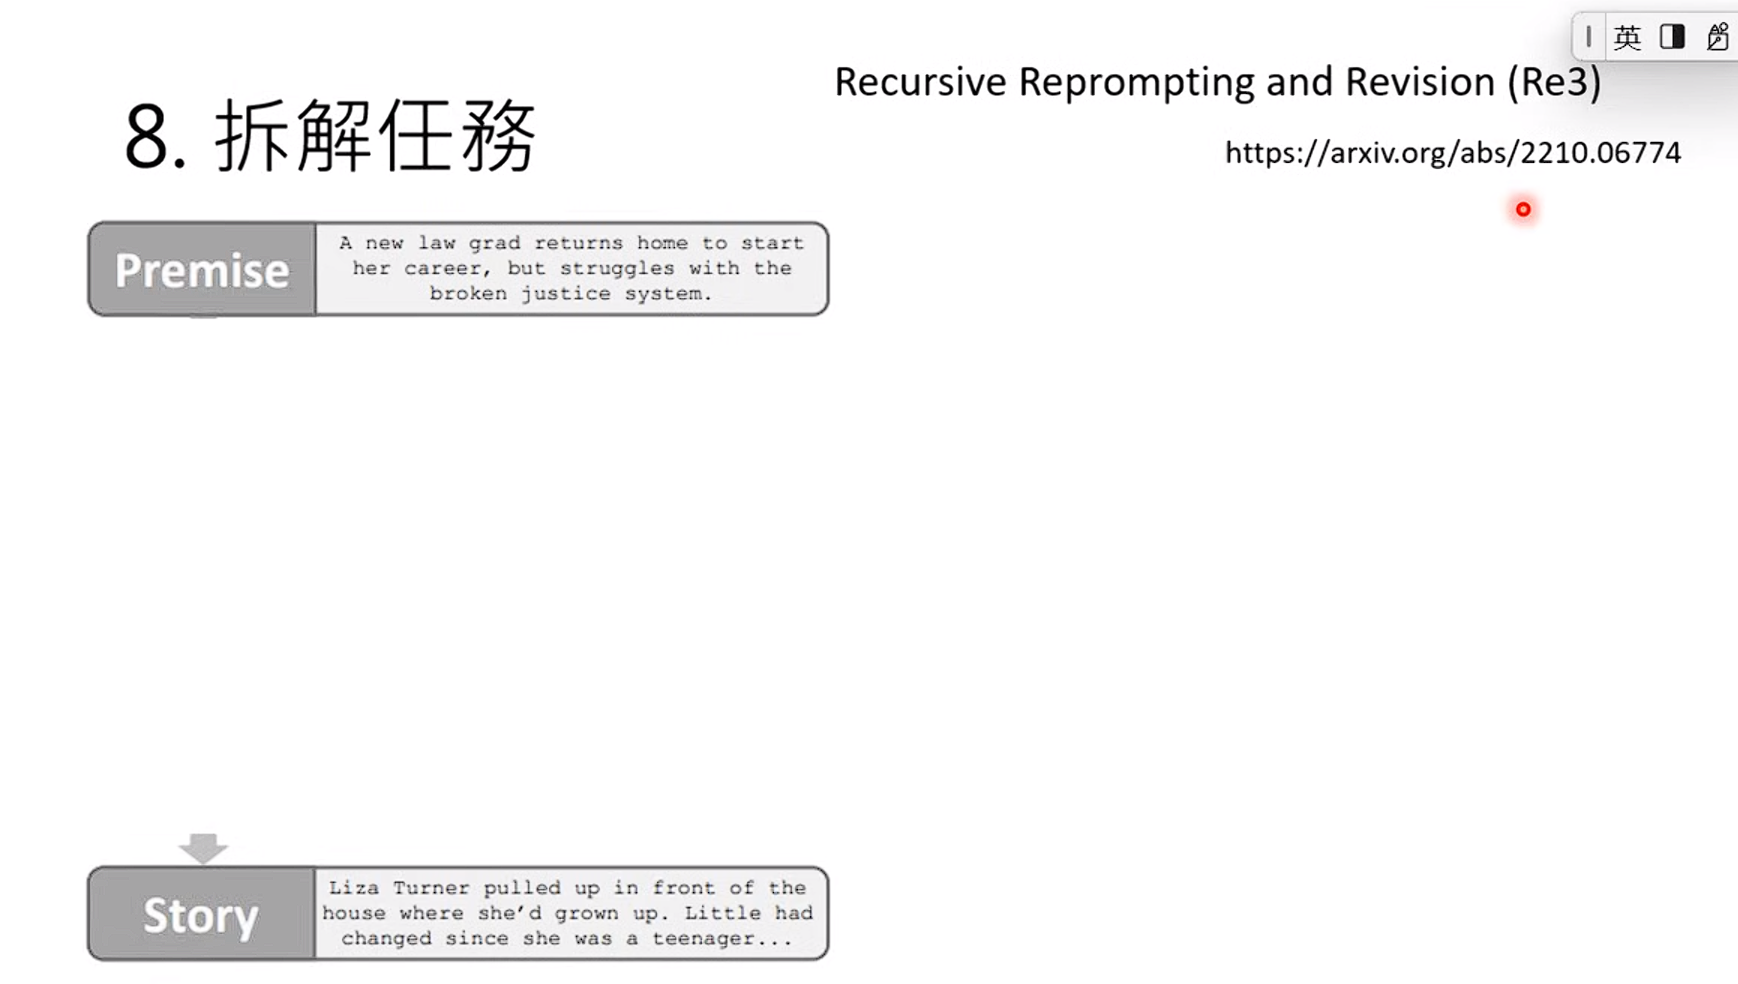 英
Recursive Reprompting and Revision (Re3)
8. 拆解任務
https://arxiv.org/abs/2210.06774
Premise
A new law grad returns home to start
her career, but struggles with the
broken justice system.
Story
Liza Turner pulled up in front of the
house where she’d grown up. Little had
changed since she was a teenager...